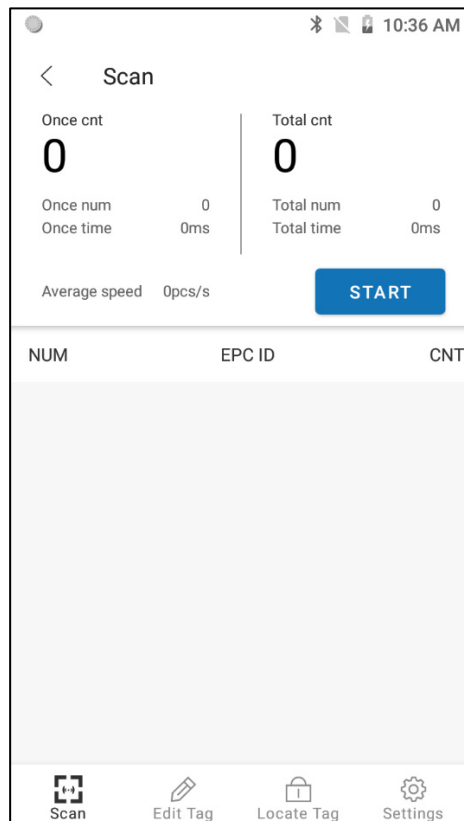 10:36 AM
Scan
Once cnt
0
Once num 0
Once time 0ms
Total cnt
0
Total num 0
Total time 0ms
Average speed 0pcs/s
START
NUM EPC ID CNT
Scan Edit Tag Locate Tag Settings